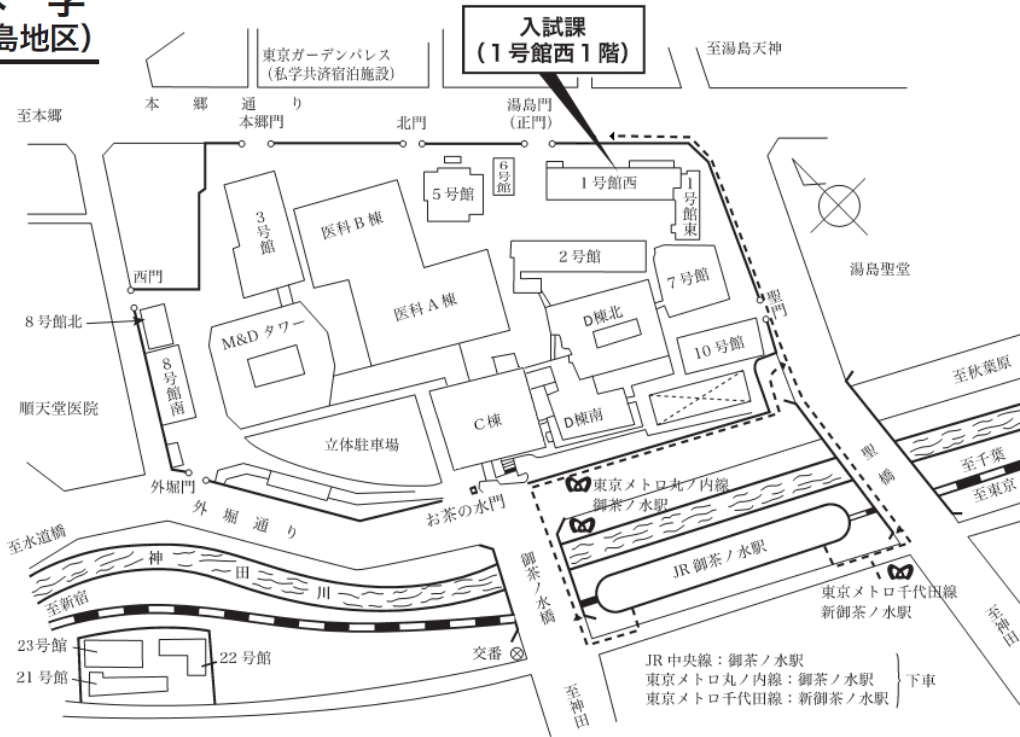 学
島地区）
入試課
（1号館西1階）
東京ガーデンパレス
（私学共済宿泊施設）
至湯島天神
本郷通り
至本郷
本郷門
北門
湯島門
（正門）
6号館
5号館
1号館西
1号館東
3号館
医科B棟
2号館
7号館
湯島聖堂
西門
8号館北
M&Dタワー
医科A棟
D棟北
聖門
10号館
至秋葉原
8号館南
順天堂医院
立体駐車場
C棟
D棟南
至千葉
至東京
聖橋
外堀門
外堀通り
お茶の水門
東京メトロ丸ノ内線
御茶ノ水駅
至水道橋
神田川
御茶ノ水橋
JR御茶ノ水駅
至新宿
東京メトロ千代田線
新御茶ノ水駅
至神田
23号館
22号館
21号館
交番
至神田
JR中央線：御茶ノ水駅
東京メトロ丸ノ内線：御茶ノ水駅
東京メトロ千代田線：新御茶ノ水駅
下車